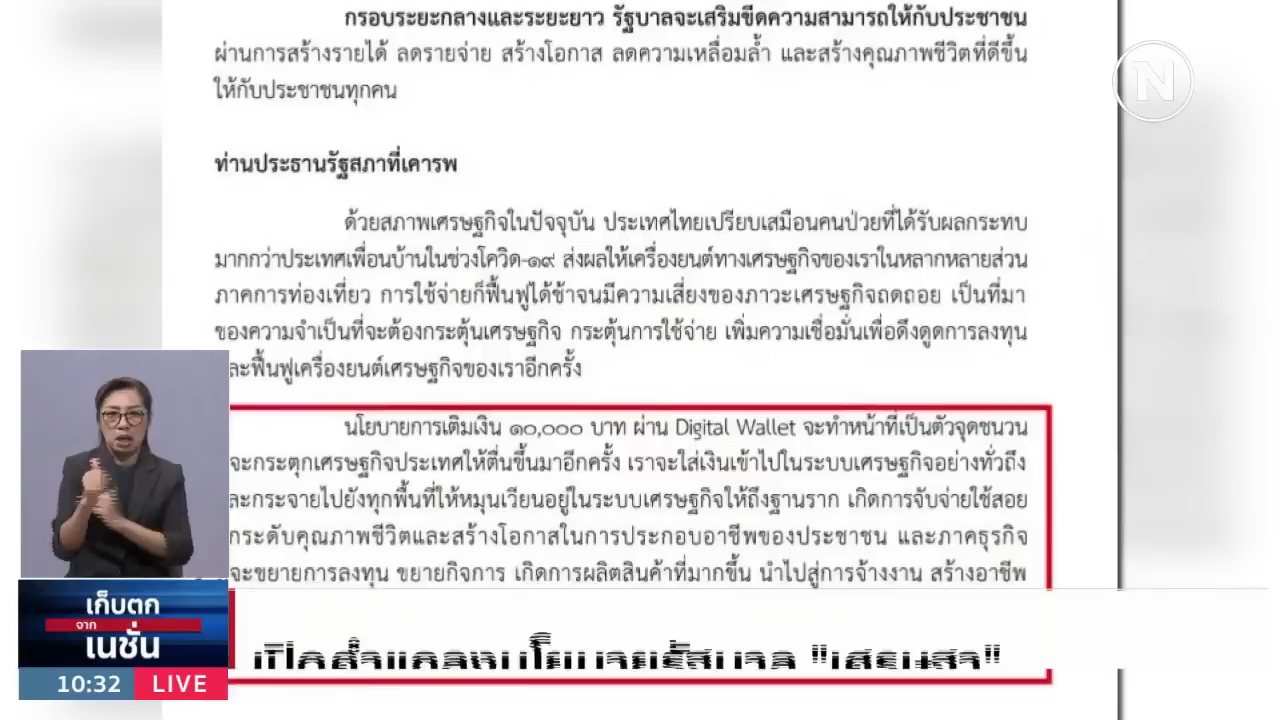 กรอบระยะกลางและระยะยาว รัฐบาลจะเสริมขีดความสามารถให้กับประชาชน
ผ่านการสร้างรายได้ ลดรายจ่าย สร้างโอกาส ลดความเหลื่อมล้ำ และสร้างคุณภาพชีวิตที่ดีขึ้น
ให้กับประชาชนทุกคน
ท่านประธานรัฐสภาที่เคารพ
ด้วยสภาพเศรษฐกิจในปัจจุบัน ประเทศไทยเปรียบเสมือนคนป่วยที่ได้รับผลกระทบ
มากกว่าประเทศเพื่อนบ้านในช่วงโควิด-๑๙ ส่งผลให้เครื่องยนต์ทางเศรษฐกิจของเราในหลากหลายส่วน
ภาคการท่องเที่ยว การใช้จ่ายก็ฟื้นฟูได้ช้าจนมีความเสี่ยงของภาวะเศรษฐกิจถดถอย เป็นที่มา
ของความจำเป็นที่จะต้องกระตุ้นเศรษฐกิจ กระตุ้นการใช้จ่าย เพิ่มความเชื่อมั่นเพื่อดึงดูดการลงทุน
ละฟื้นฟูเครื่องยนต์เศรษฐกิจของเราอีกครั้ง
นโยบายการเติมเงิน ๑๐,๐๐๐ บาท ผ่าน Digital Wallet จะทำหน้าที่เป็นตัวจุดชนวน
จะกระตุกเศรษฐกิจประเทศให้ตื่นขึ้นมาอีกครั้ง เราจะใส่เงินเข้าไปในระบบเศรษฐกิจอย่างทั่วถึง
ละกระจายไปยังทุกพื้นที่ให้หมุนเวียนอยู่ในระบบเศรษฐกิจให้ถึงฐานราก เกิดการจับจ่ายใช้สอย
กระดับคุณภาพชีวิตและสร้างโอกาสในการประกอบอาชีพของประชาชน และภาคธุรกิจ
จะขยายการลงทุน ขยายกิจการ เกิดการผลิตสินค้าที่มากขึ้น นำไปสู่การจ้างงาน สร้างอาชีพ
เปิดคำแถลงนโยบายรัฐบาล "เศรษฐา"
เก็บตก
จาก
เนชั่น
10:32 LIVE
N